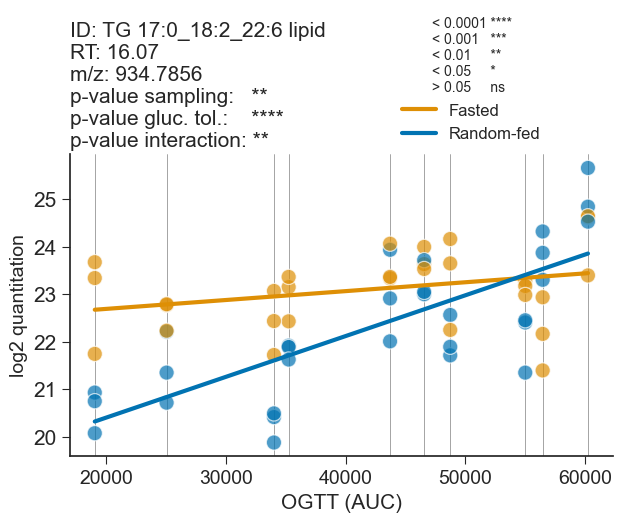 ID: TG 17:0_18:2_22:6 lipid
RT: 16.07
m/z: 934.7856
p-value sampling: **
p-value gluc. tol.: ****
p-value interaction: **
< 0.0001 ****
< 0.001 ***
< 0.01 **
< 0.05 *
> 0.05 ns
Fasted
Random-fed
log2 quantitation
25
24
23
22
21
20
20000 30000 40000 50000 60000
OGTT (AUC)